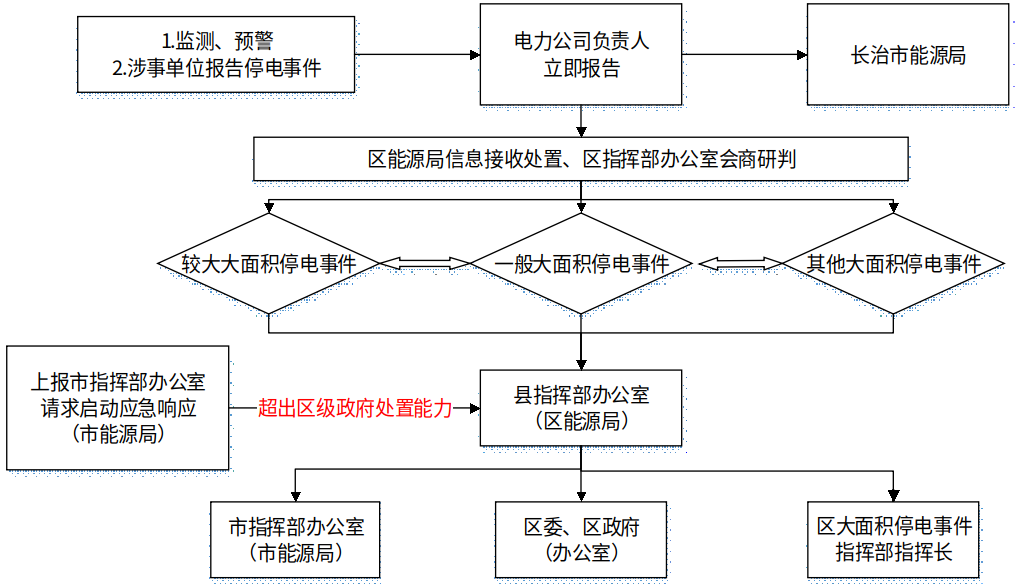 1.监测、预警
2.涉事单位报告停电事件
电力公司负责人
立即报告
长治市能源局
区能源局信息接收处置、区指挥部办公室会商研判
较大大面积停电事件
一般大面积停电事件
其他大面积停电事件
上报市指挥部办公室
请求启动应急响应
（市能源局）
超出区级政府处置能力
县指挥部办公室
（区能源局）
市指挥部办公室
（市能源局）
区委、区政府
（办公室）
区大面积停电事件
指挥部指挥长